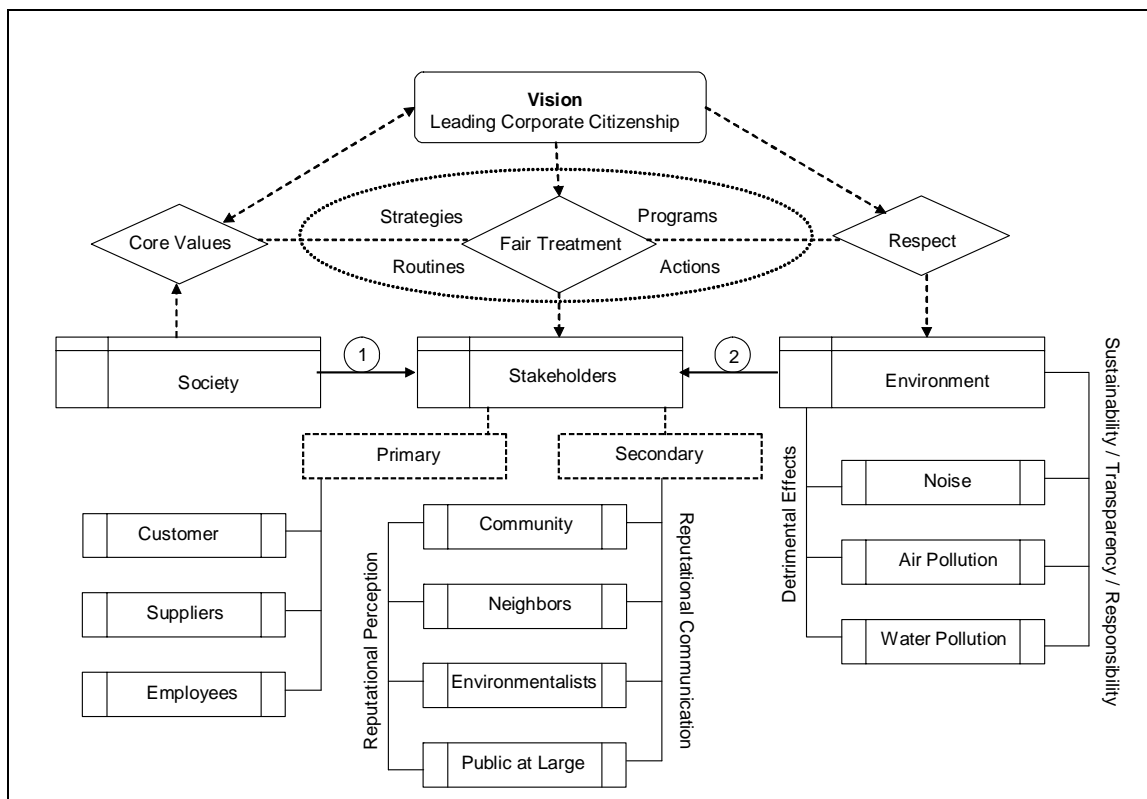 Vision
Leading Corporate Citizenship
Strategies
Programs
Core Values
Fair Treatment
Respect
Routines
Actions
1
2
Society
Stakeholders
Environment
Primary
Secondary
Customer
Suppliers
Employees
Reputational Perception
Community
Neighbors
Environmentalists
Public at Large
Reputational Communication
Detrimental Effects
Noise
Air Pollution
Water Pollution
Sustainability / Transparency / Responsibility